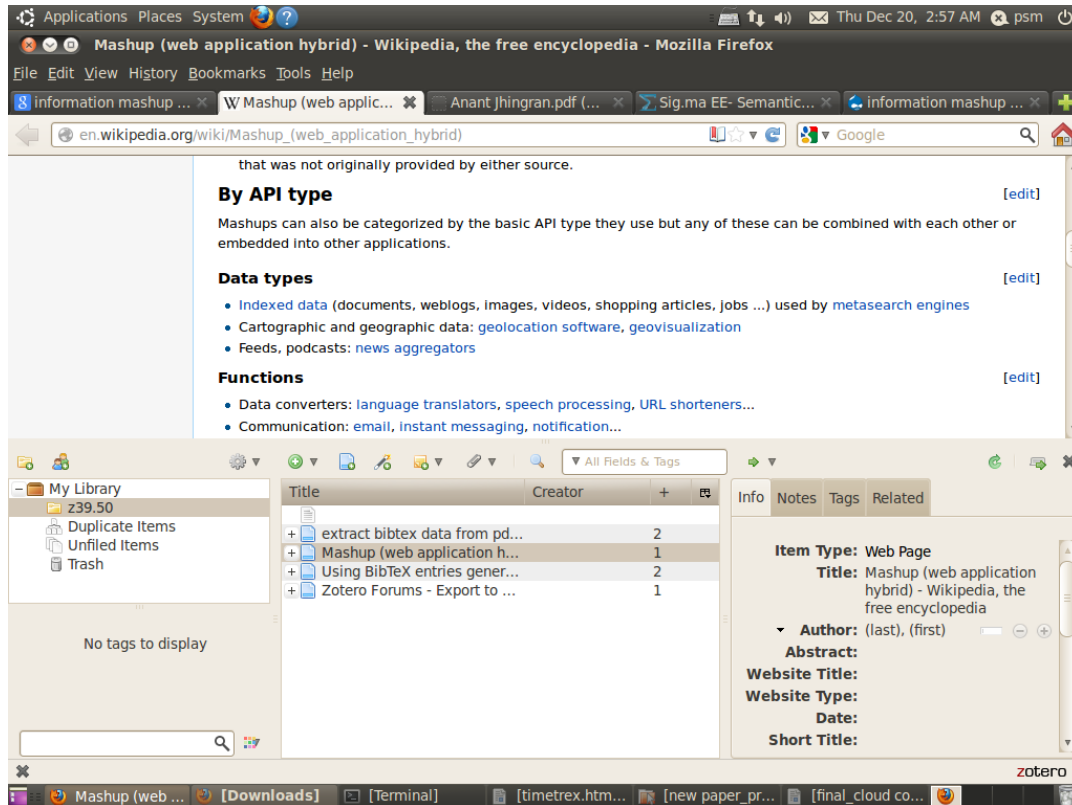 Applications Places System
Thu Dec 20, 2:57 AM psm
Mashup (web application hybrid) - Wikipedia, the free encyclopedia - Mozilla Firefox
File Edit View History Bookmarks Tools Help
information mashup ...
Mashup (web applic...
Anant Jhingran.pdf (...
Sig.ma EE- Semantic...
information mashup ...
en.wikipedia.org/wiki/Mashup_(web_application_hybrid)
Google
that was not originally provided by either source.
By API type [edit]
Mashups can also be categorized by the basic API type they use but any of these can be combined with each other or
embedded into other applications.
Data types [edit]
• Indexed data (documents, weblogs, images, videos, shopping articles, jobs ...) used by metasearch engines
• Cartographic and geographic data: geolocation software, geovisualization
• Feeds, podcasts: news aggregators
Functions [edit]
• Data converters: language translators, speech processing, URL shorteners...
• Communication: email, instant messaging, notification...
All Fields & Tags
My Library
z39.50
Duplicate Items
Unfiled Items
Trash
No tags to display
Title Creator +
extract bibtex data from pd... 2
Mashup (web application h... 1
Using BibTeX entries gener... 2
Zotero Forums - Export to ... 1
Info Notes Tags Related
Item Type: Web Page
Title: Mashup (web application
hybrid) - Wikipedia, the
free encyclopedia
Author: (last), (first)
Abstract:
Website Title:
Website Type:
Date:
Short Title:
zotero
Mashup (web ...
[Downloads]
[Terminal]
[timetrex.htm...
[new paper_pr...
[final_cloud co...